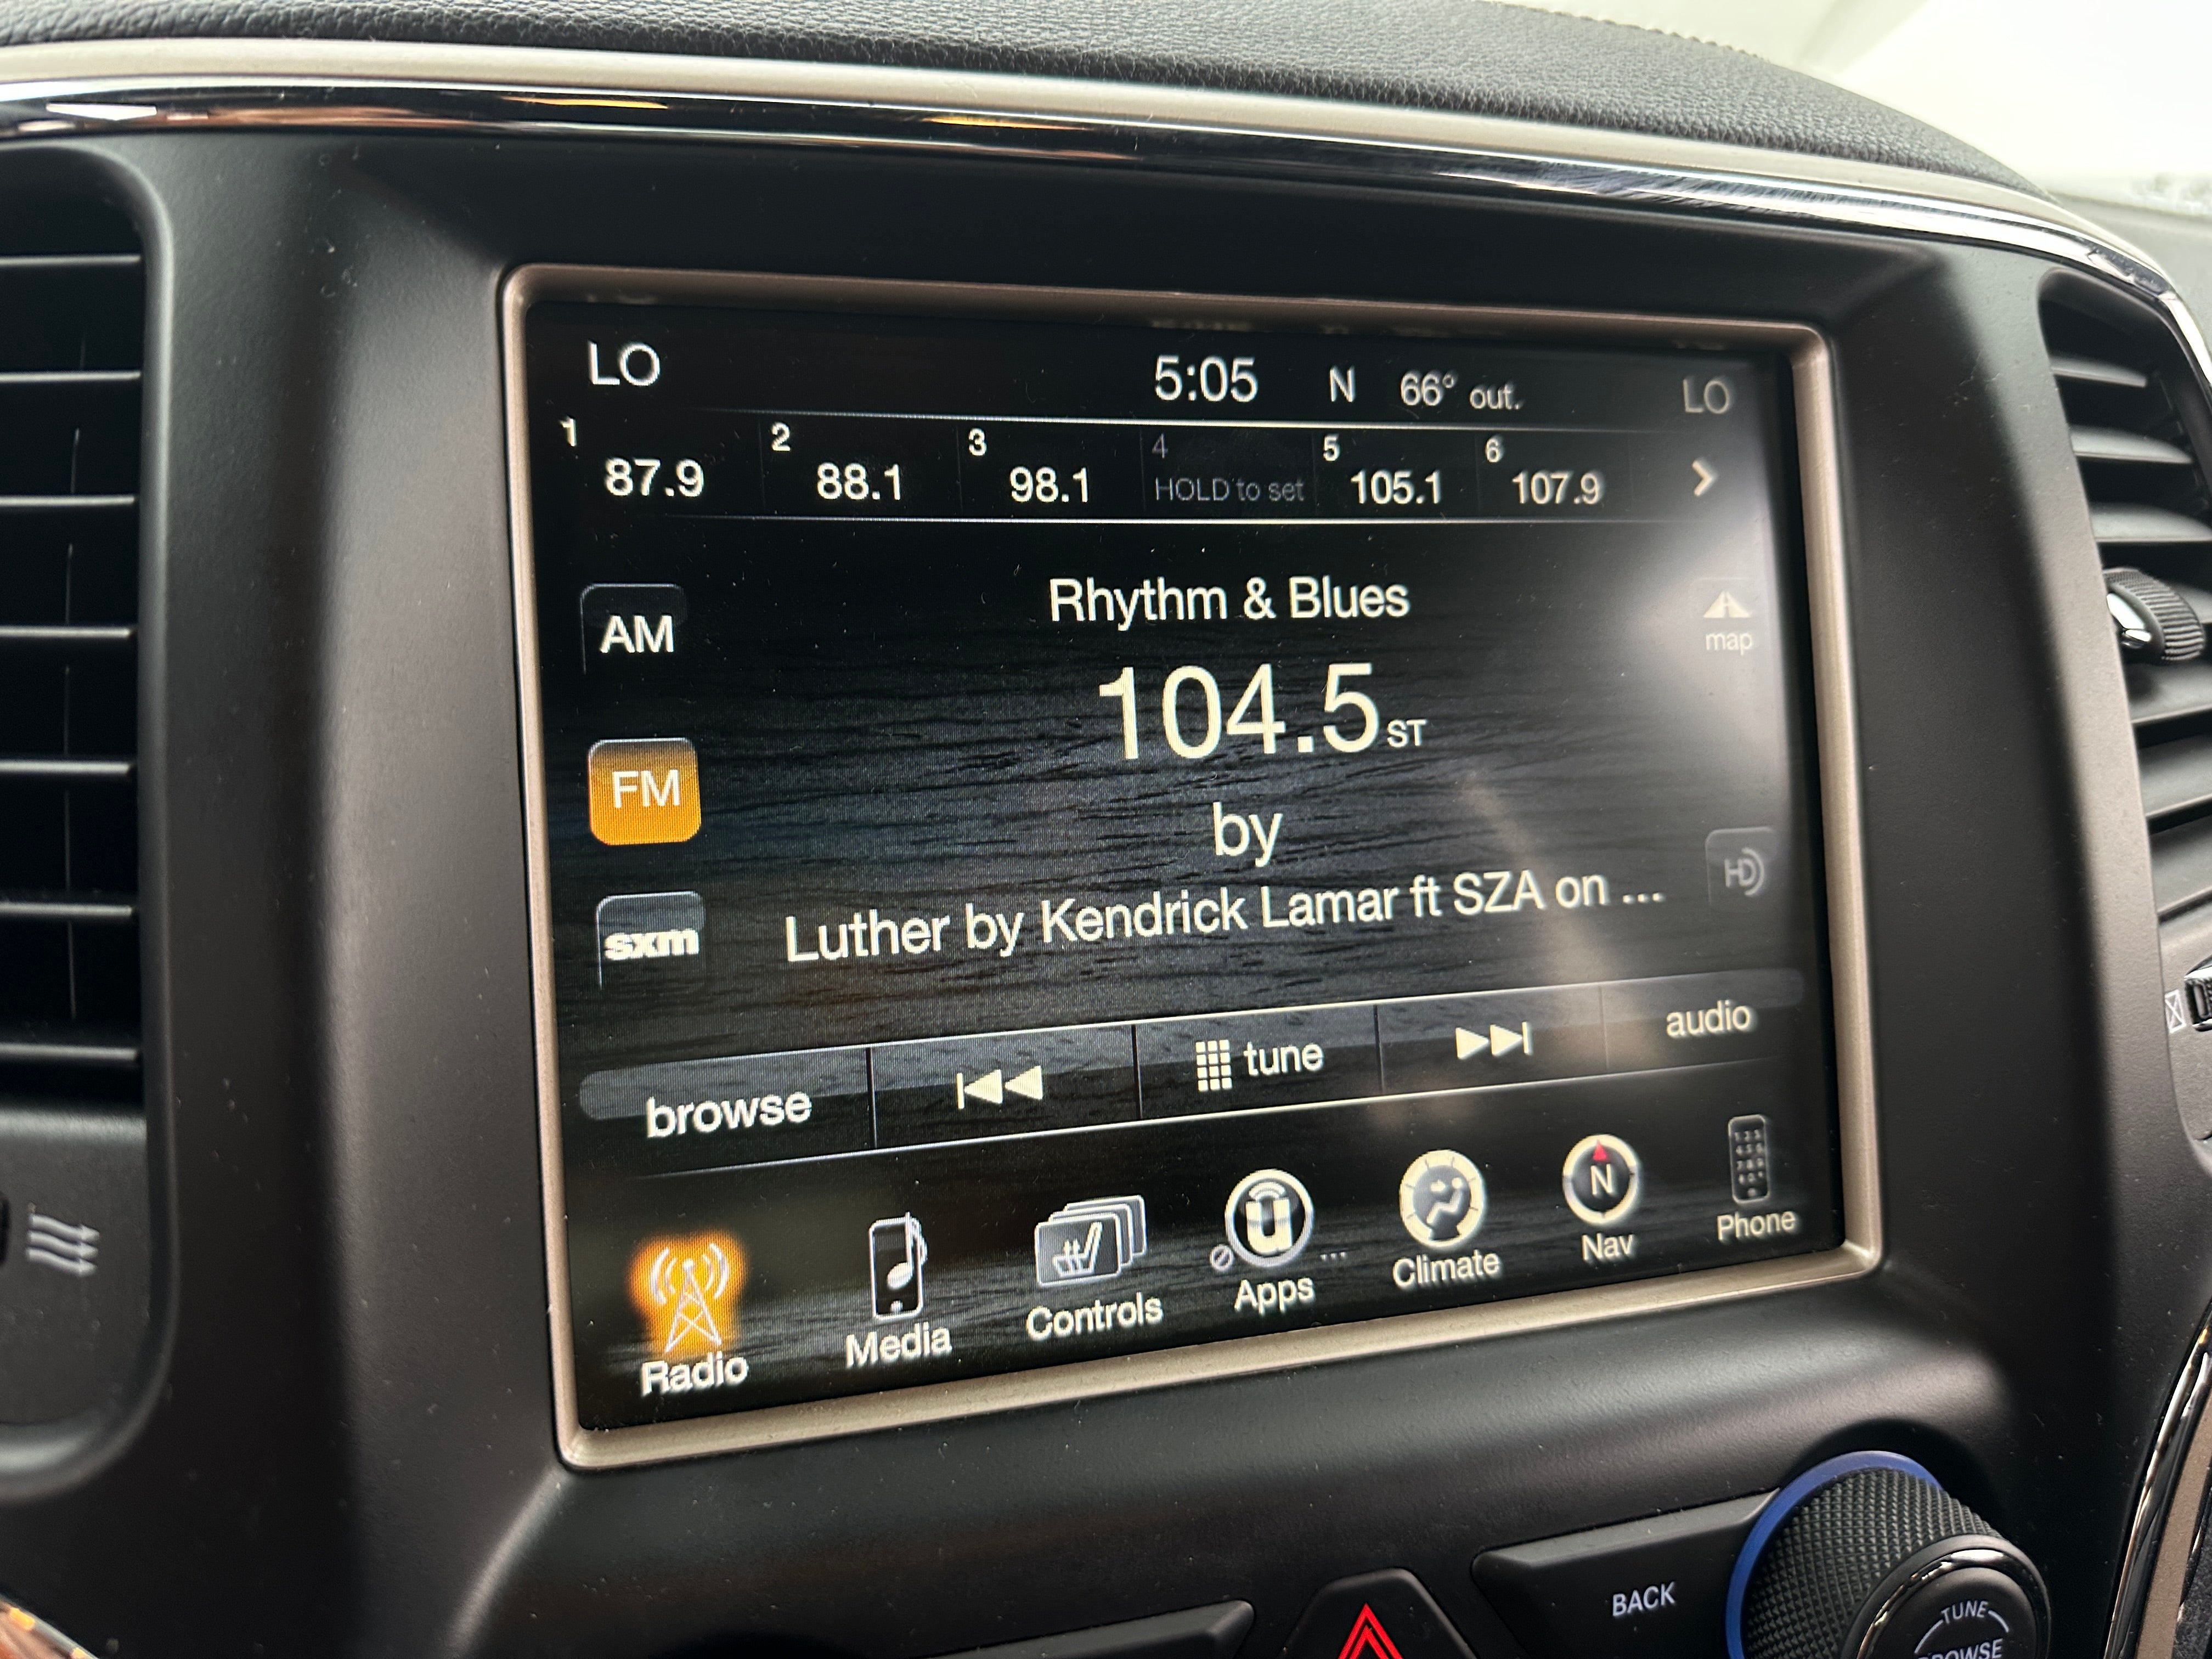 LO 5:05 N 66° out. LO
1 2 3 4 5 6
87.9 88.1 98.1 HOLD to set 105.1 107.9
Rhythm & Blues
AM
map
104.5 ST
FM
by
HD
sxm
Luther by Kendrick Lamar ft SZA on ...
browse tune audio
N
...
Radio Media Controls Apps Climate Nav Phone
BACK
TUNE